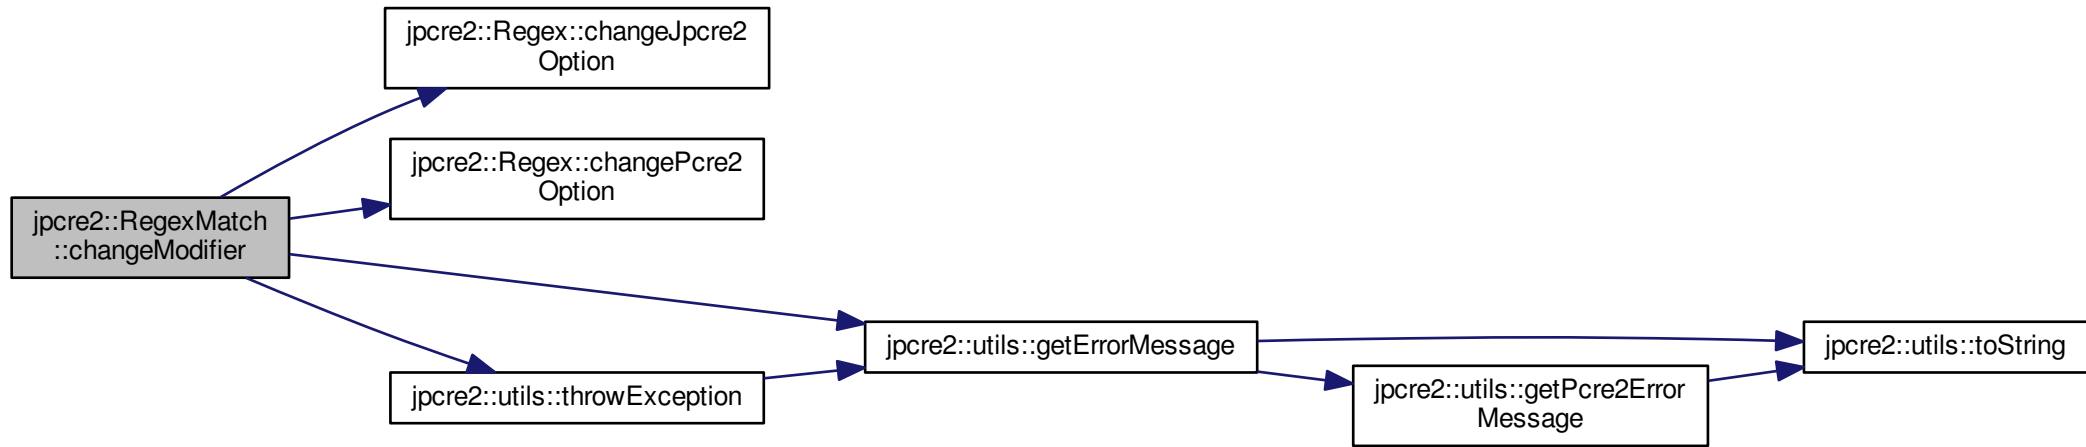 jpcre2::Regex::changeJpcre2
Option
jpcre2::Regex::changePcre2
Option
jpcre2::RegexMatch
::changeModifier
jpcre2::utils::getErrorMessage
jpcre2::utils::toString
jpcre2::utils::throwException
jpcre2::utils::getPcre2Error
Message